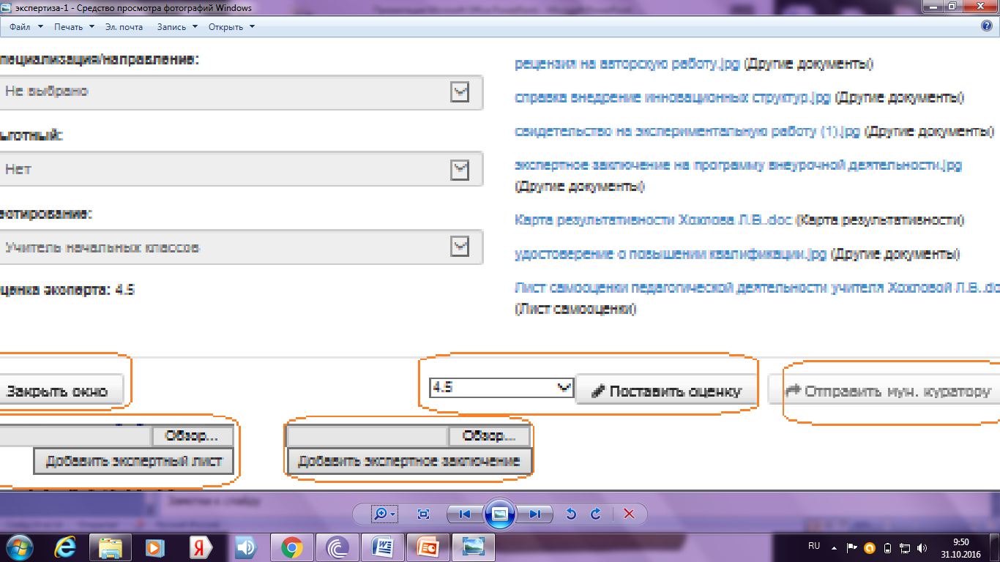 экспертиза-1 - Средство просмотра фотографий Windows
Файл Печать Эл. почта Запись Открыть
пециализация/направление:
Не выбрано
ьготный:
Нет
естирование:
Учитель начальных классов
ценка эксперта: 4.5
рецензия на авторскую работу.jpg (Другие документы)
справка внедрение инновационных структур.jpg (Другие документы)
свидетельство на экспериментальную работу (1).jpg (Другие документы)
экспертное заключение на программу внеурочной деятельности.jpg
(Другие документы)
Карта результативности Хохлова Л.В..doc (Карта результативности)
удостоверение о повышении квалификации.jpg (Другие документы)
Лист самооценки педагогической деятельности учителя Хохловой Л.В..do
(Лист самооценки)
Закрыть окно
4.5 Поставить оценку
Отправить мун. куратору
Обзор...
Добавить экспертный лист
Обзор...
Добавить экспертное заключение
Заметки к слайду
RU
9:50
31.10.2016